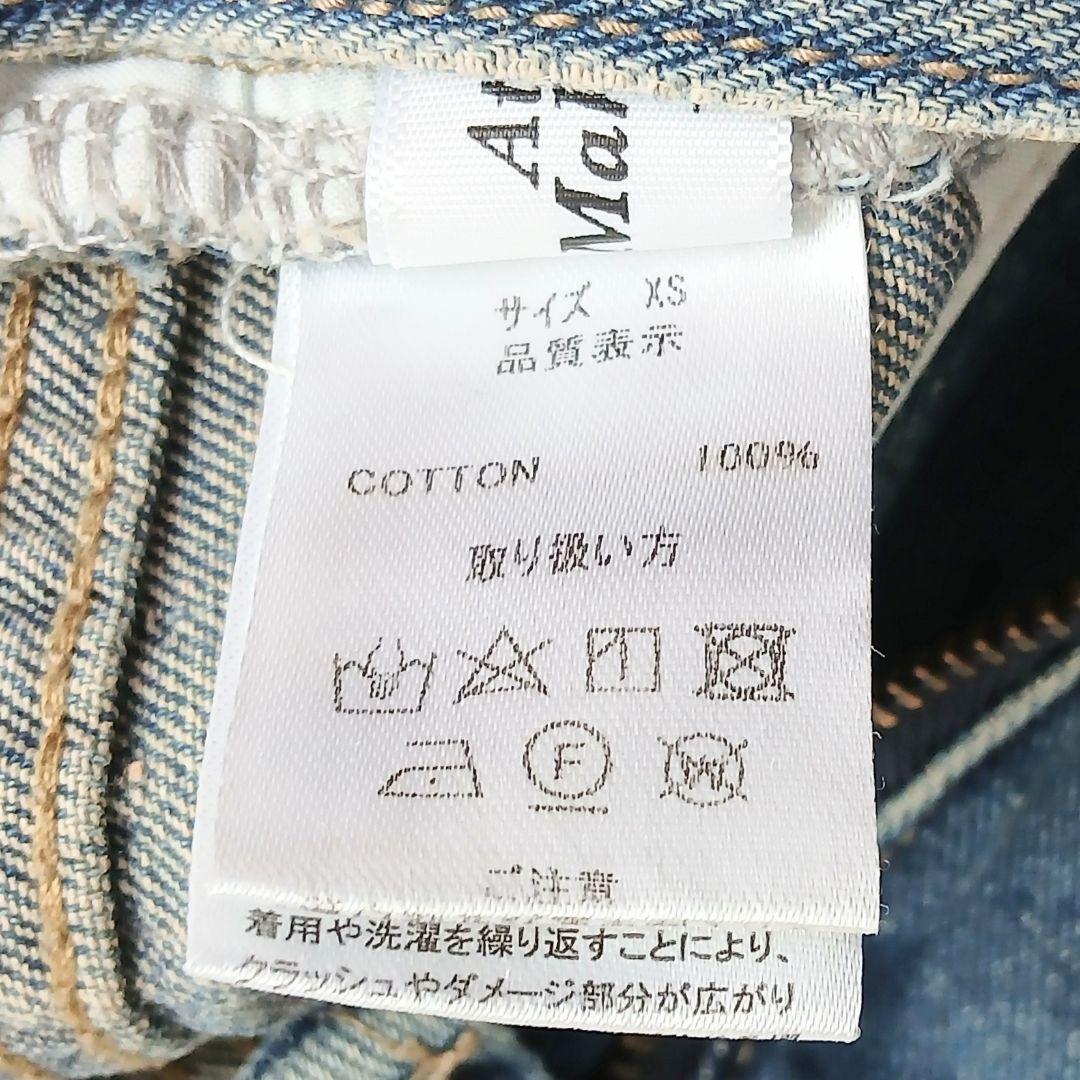 At
Mai
サイズ XS
品質表示
COTTON 100%
取り扱い方
F
W
ご注意
着用や洗濯を繰り返すことにより、
クラッシュやダメージ部分が広がり